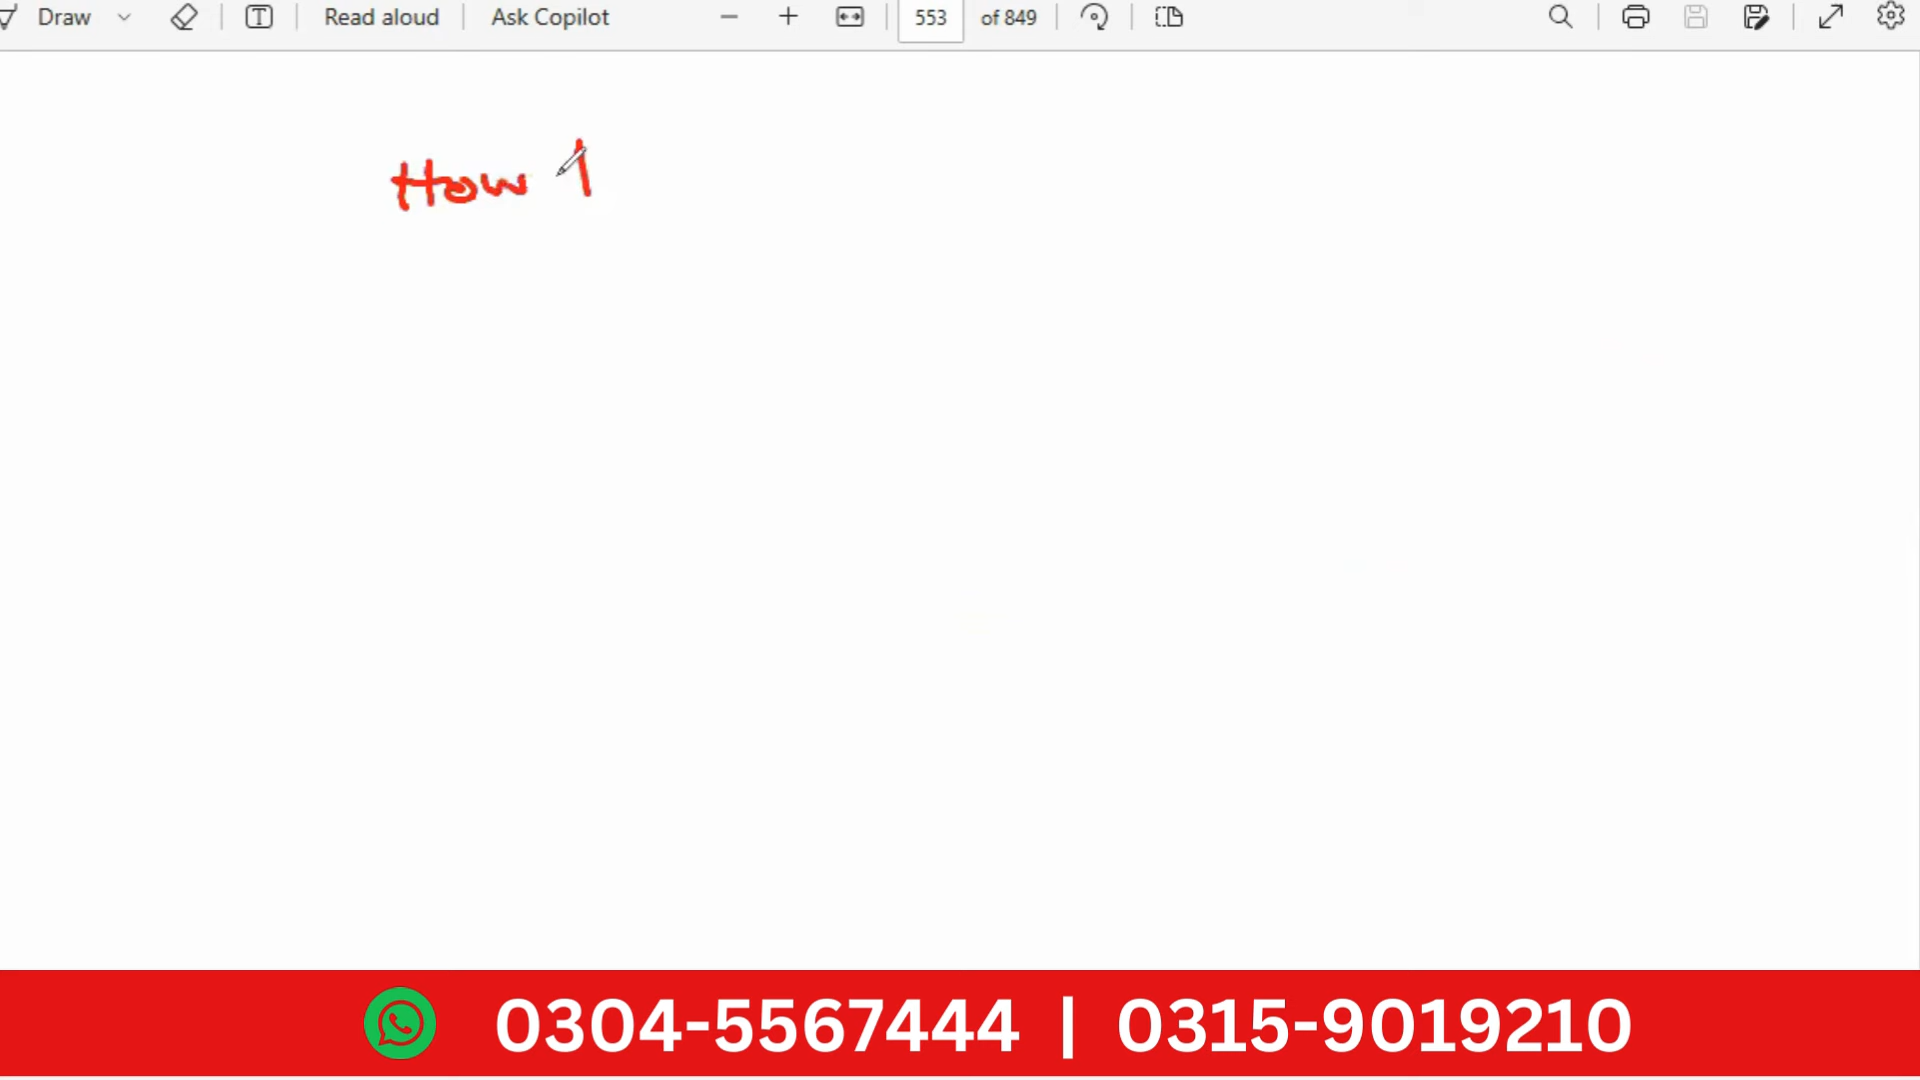 Draw Read aloud Ask Copilot 553 of 849
How
0304-5567444 | 0315-9019210